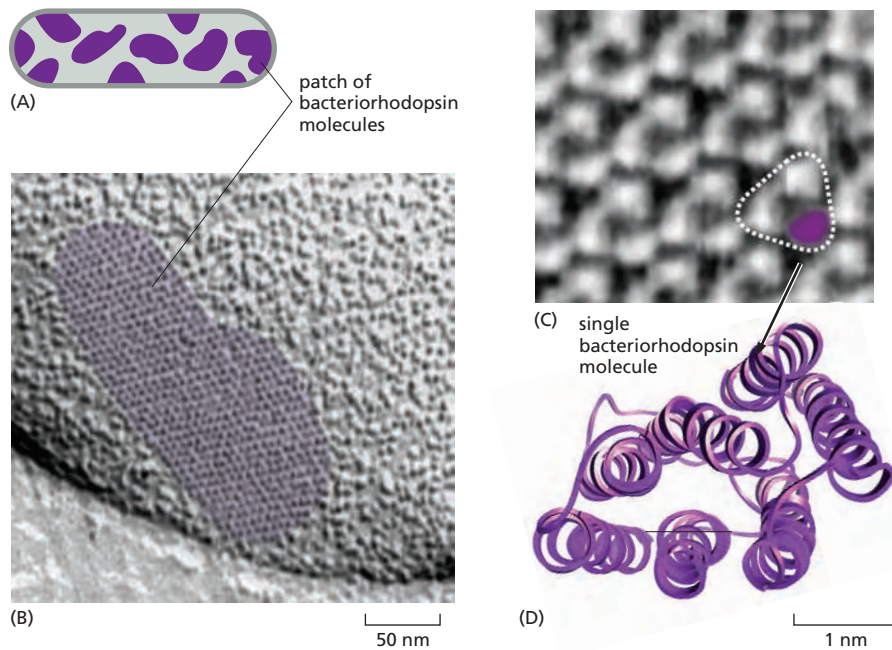 (A)
patch of
bacteriorhodopsin
molecules
(B)
50 nm
(C)
single
bacteriorhodopsin
molecule
(D)
1 nm